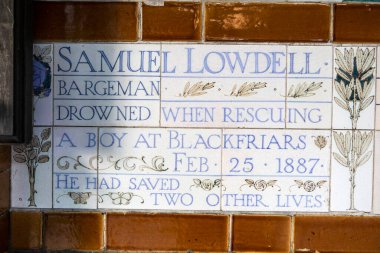 SAMUEL LOWDELL
BARGEMAN
DROWNED WHEN RESCUING
A BOY AT BLACKFRIARS
FEB. 25 1887.
HE HAD SAVED
TWO OTHER LIVES